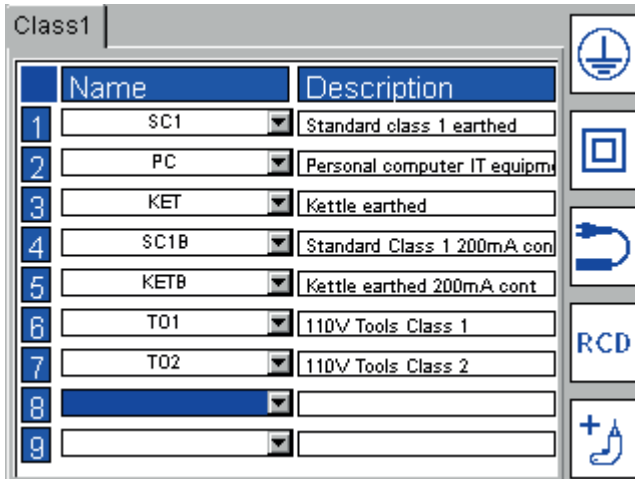 Class1
Name Description
1 SC1 Standard class 1 earthed
2 PC Personal computer IT equipm
3 KET Kettle earthed
4 SC1B Standard Class 1 200mA con
5 KETB Kettle earthed 200mA cont
6 TO1 110V Tools Class 1
7 TO2 110V Tools Class 2
8
9
RCD
+